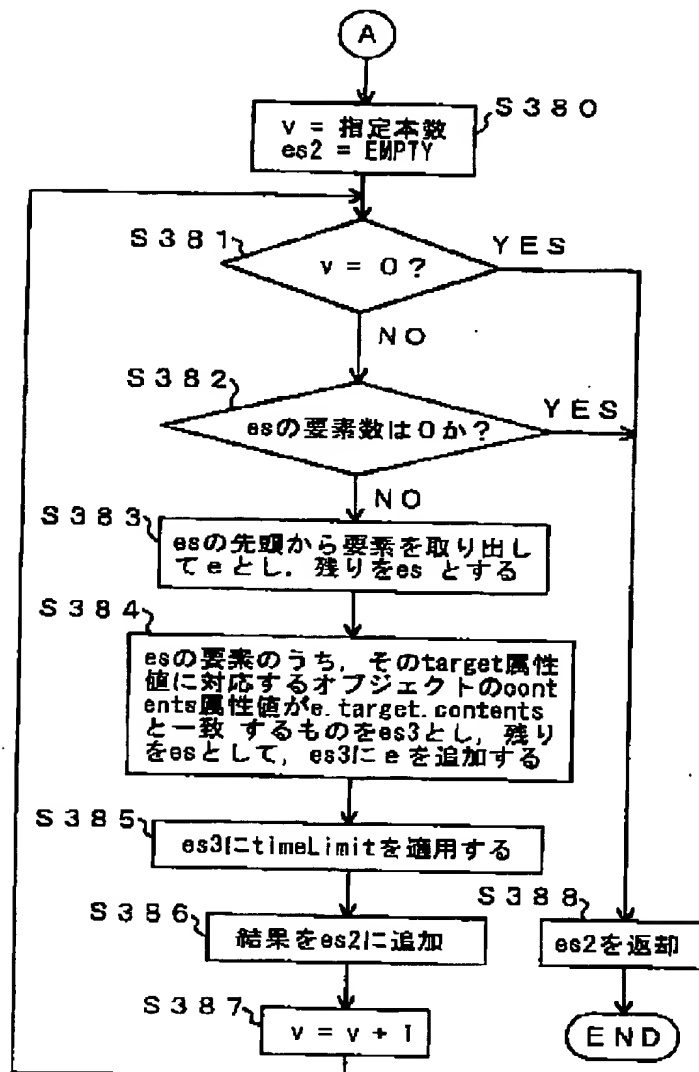 A
S380
v = 指定本数
es2 = EMPTY
S381
v = 0?
YES
NO
S382
esの要素数は0か?
YES
NO
S383
esの先頭から要素を取り出し
てeとし，残りをes とする
S384
esの要素のうち，そのtarget属性
値に対応するオブジェクトのcont
ents属性値がe.target.contents
と一致 するものをes3とし，残り
をesとして，es3にeを追加する
S385
es3にtimeLimitを適用する
S386
結果をes2に追加
S388
es2を返却
S387
v = v + 1
END